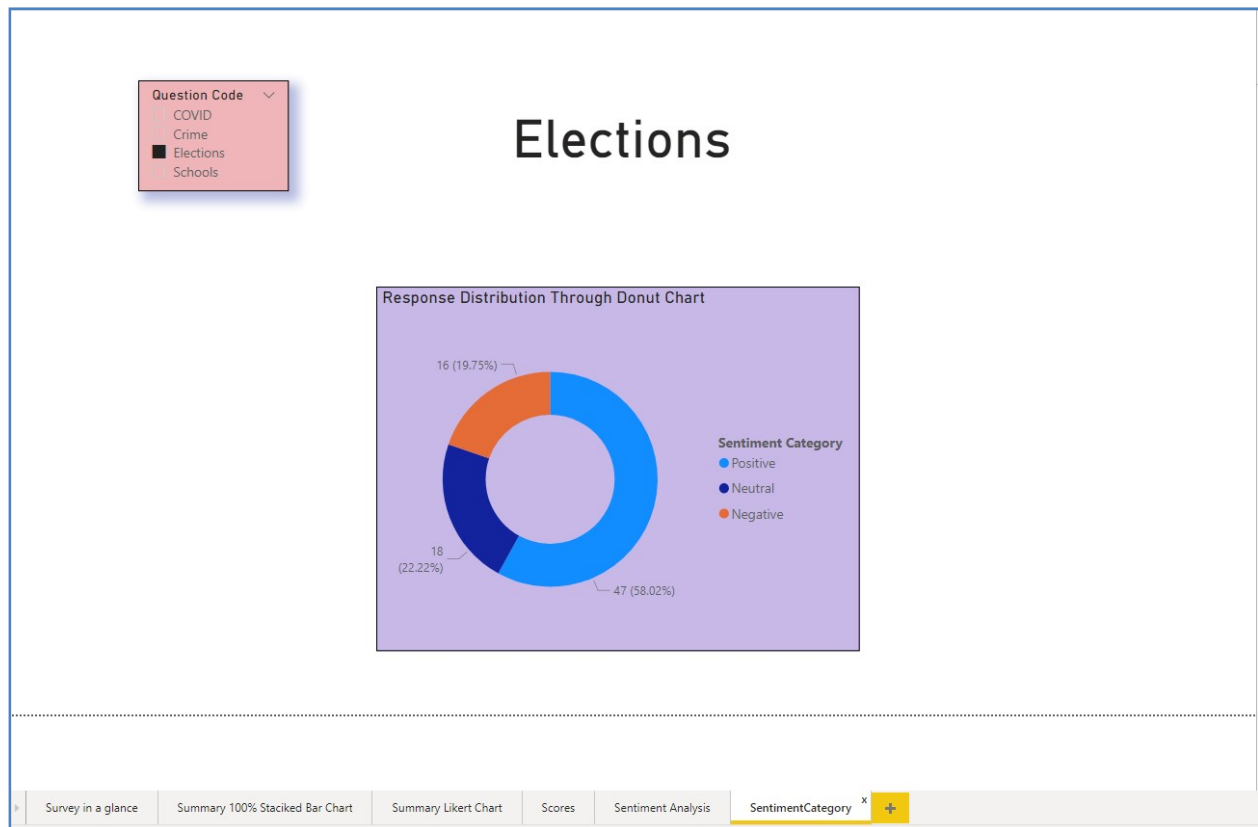 Question Code
COVID
Crime
Elections
Schools
Elections
Response Distribution Through Donut Chart
16 (19.75%)
18
(22.22%)
47 (58.02%)
Sentiment Category
Positive
Neutral
Negative
Survey in a glance
Summary 100% Staciked Bar Chart
Summary Likert Chart
Scores
Sentiment Analysis
SentimentCategory
x
+